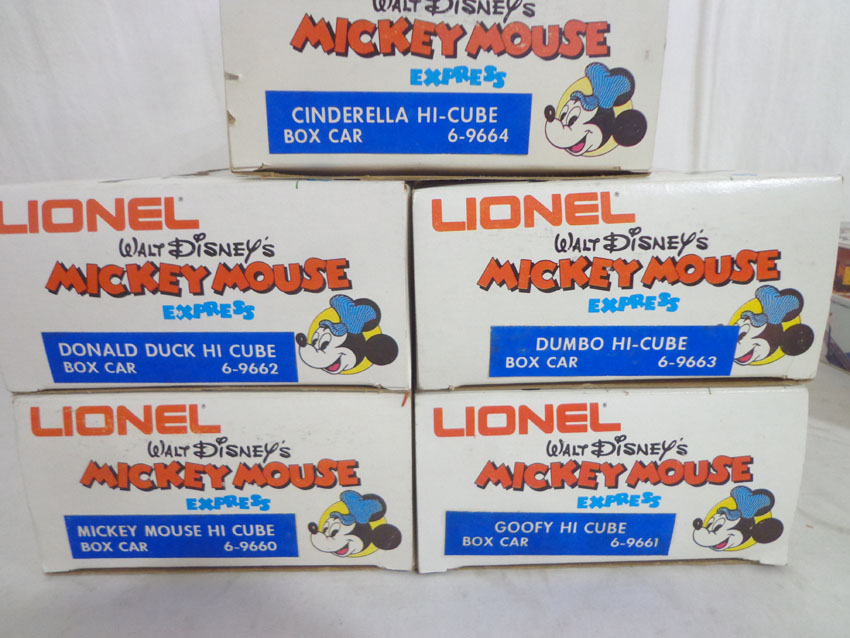 WALT DISNEY'S
MICKEY MOUSE
EXPRESS
CINDERELLA HI-CUBE
BOX CAR 6-9664
LIONEL
WALT DISNEY'S
MICKEY MOUSE
EXPRESS
DONALD DUCK HI CUBE
BOX CAR 6-9662
LIONEL
WALT DISNEY'S
MICKEY MOUSE
EXPRESS
DUMBO HI-CUBE
BOX CAR 6-9663
LIONEL
WALT DISNEY'S
MICKEY MOUSE
EXPRESS
MICKEY MOUSE HI CUBE
BOX CAR 6-9660
LIONEL
WALT DISNEY'S
MICKEY MOUSE
EXPRESS
GOOFY HI CUBE
BOX CAR 6-9661